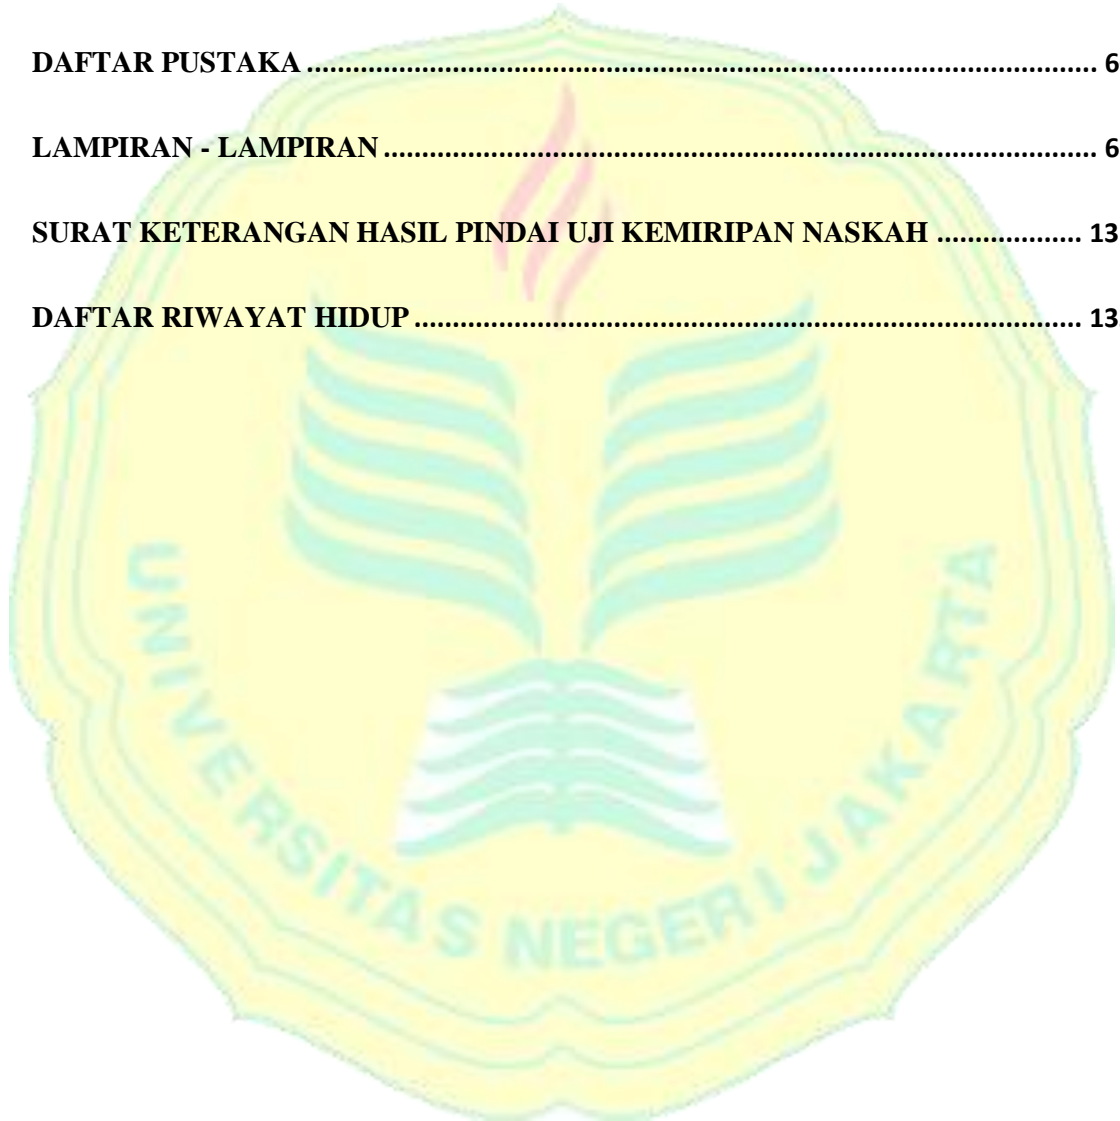 DAFTAR PUSTAKA ........................................................................................................ 6
LAMPIRAN - LAMPIRAN ............................................................................................. 6
SURAT KETERANGAN HASIL PINDAI UJI KEMIRIPAN NASKAH ................... 13
DAFTAR RIWAYAT HIDUP ....................................................................................... 13
UNIVERSITAS NEGERI JAKARTA